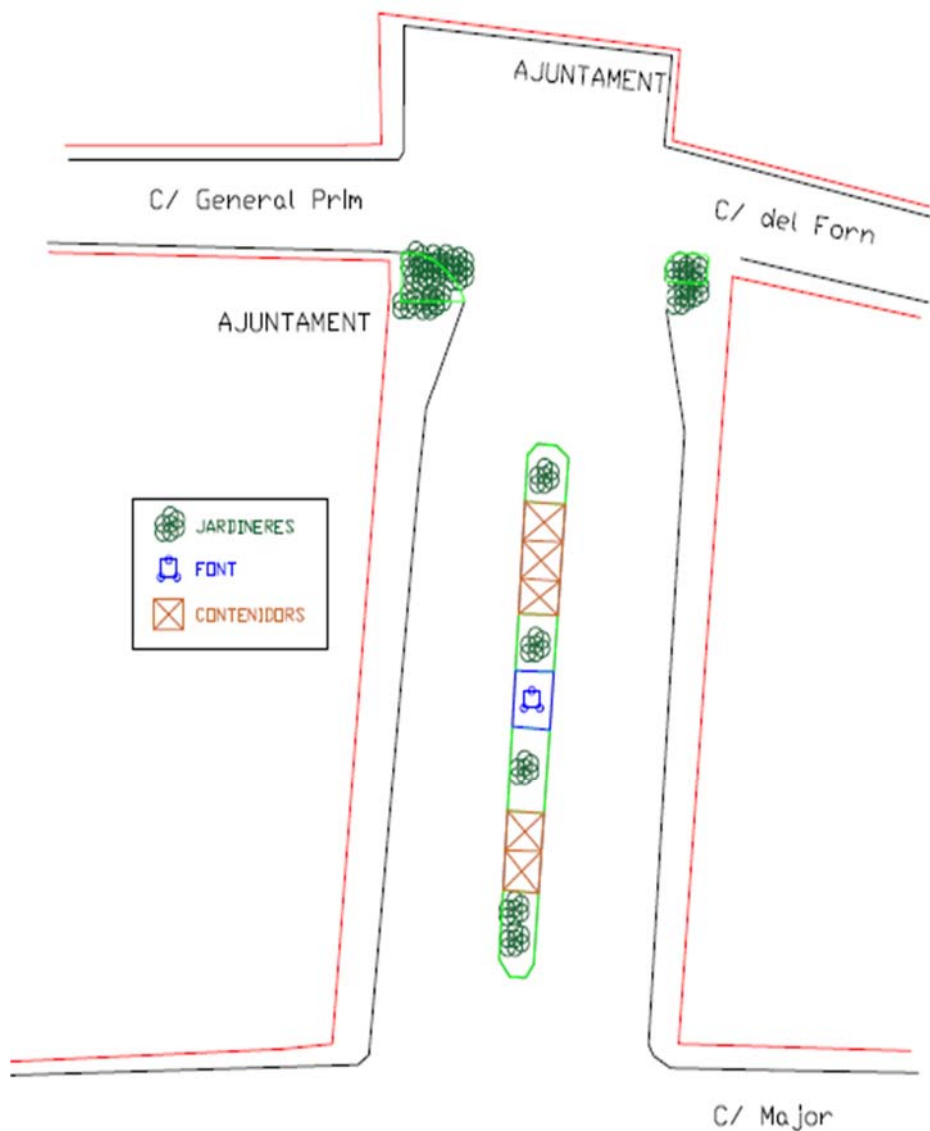 AJUNTAMENT
C/ General Prim
C/ del Forn
AJUNTAMENT
JARDINERES
FONT
CONTENIDORS
C/ Major